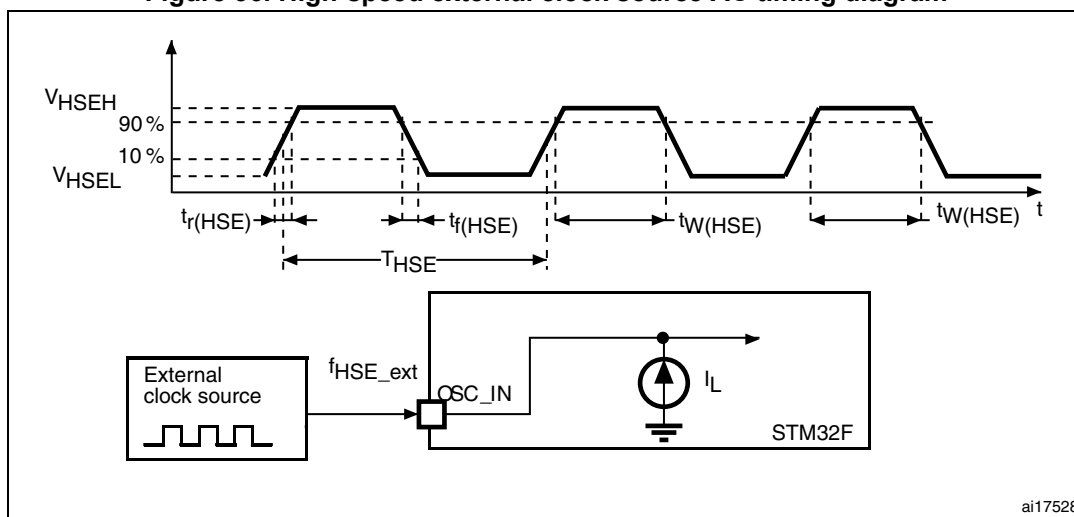 Figure 30. High-speed external clock source AC timing diagram
VHSEH
90 %
10 %
VHSEL
tr(HSE)
tf(HSE)
tW(HSE)
tW(HSE)
t
THSE
External
clock source
fHSE_ext
OSC_IN
IL
STM32F
ai17528